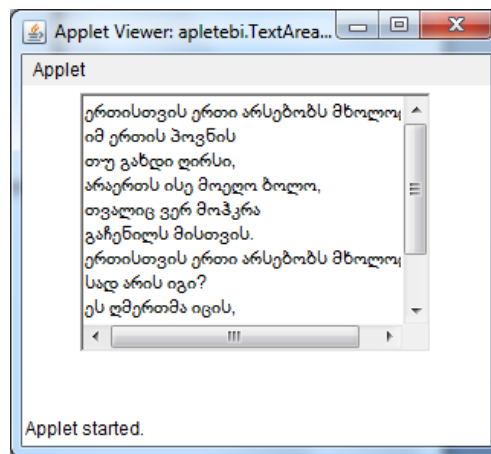 Applet Viewer: apletebi.TextArea...
Applet
ერთისთვის ერთი არსებობს მხოლოდ
იმ ერთის პოვნის
თუ გახდი ღირსი,
არაერთს ისე მოეღო ბოლო,
თვალიც ვერ მოჰკრა
გაჩენილს მისთვის.
ერთისთვის ერთი არსებობს მხოლოდ
სად არის იგი?
ეს ღმერთმა იცის,
Applet started.